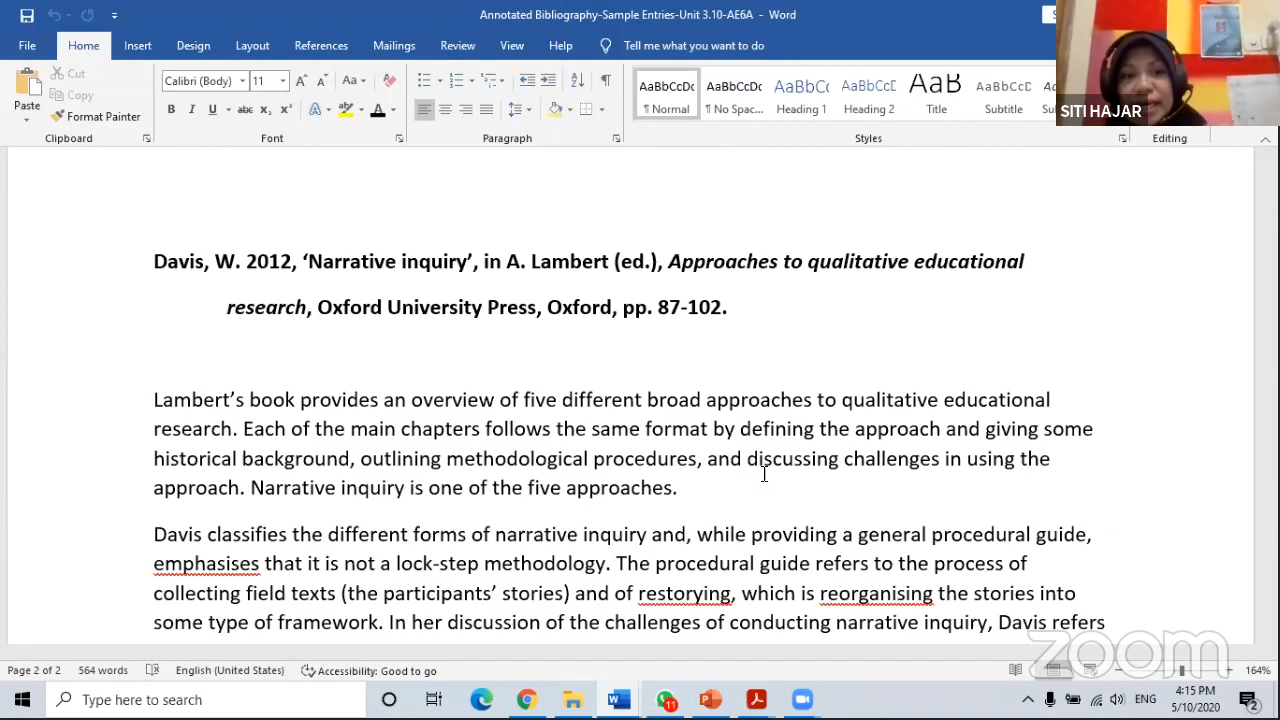 Annotated Bibliography-Sample Entries-Unit 3.10-AE6A - Word
File Home Insert Design Layout References Mailings Review View Help Tell me what you want to do
Paste Cut Copy Format Painter
Calibri (Body) 11
AaBbCcDc AaBbCcDc AaBbC AaBbCcD AaB AaBbCcD
¶ Normal ¶ No Spac... Heading 1 Heading 2 Title Subtitle
Clipboard Font Paragraph Styles Editing
SITI HAJAR
Davis, W. 2012, ‘Narrative inquiry’, in A. Lambert (ed.), Approaches to qualitative educational
research, Oxford University Press, Oxford, pp. 87-102.
Lambert’s book provides an overview of five different broad approaches to qualitative educational
research. Each of the main chapters follows the same format by defining the approach and giving some
historical background, outlining methodological procedures, and discussing challenges in using the
approach. Narrative inquiry is one of the five approaches.
Davis classifies the different forms of narrative inquiry and, while providing a general procedural guide,
emphasises that it is not a lock-step methodology. The procedural guide refers to the process of
collecting field texts (the participants’ stories) and of restorying, which is reorganising the stories into
some type of framework. In her discussion of the challenges of conducting narrative inquiry, Davis refers
zoom
Page 2 of 2 564 words English (United States) Accessibility: Good to go 164%
Type here to search
11
ENG
4:15 PM
5/10/2020
2